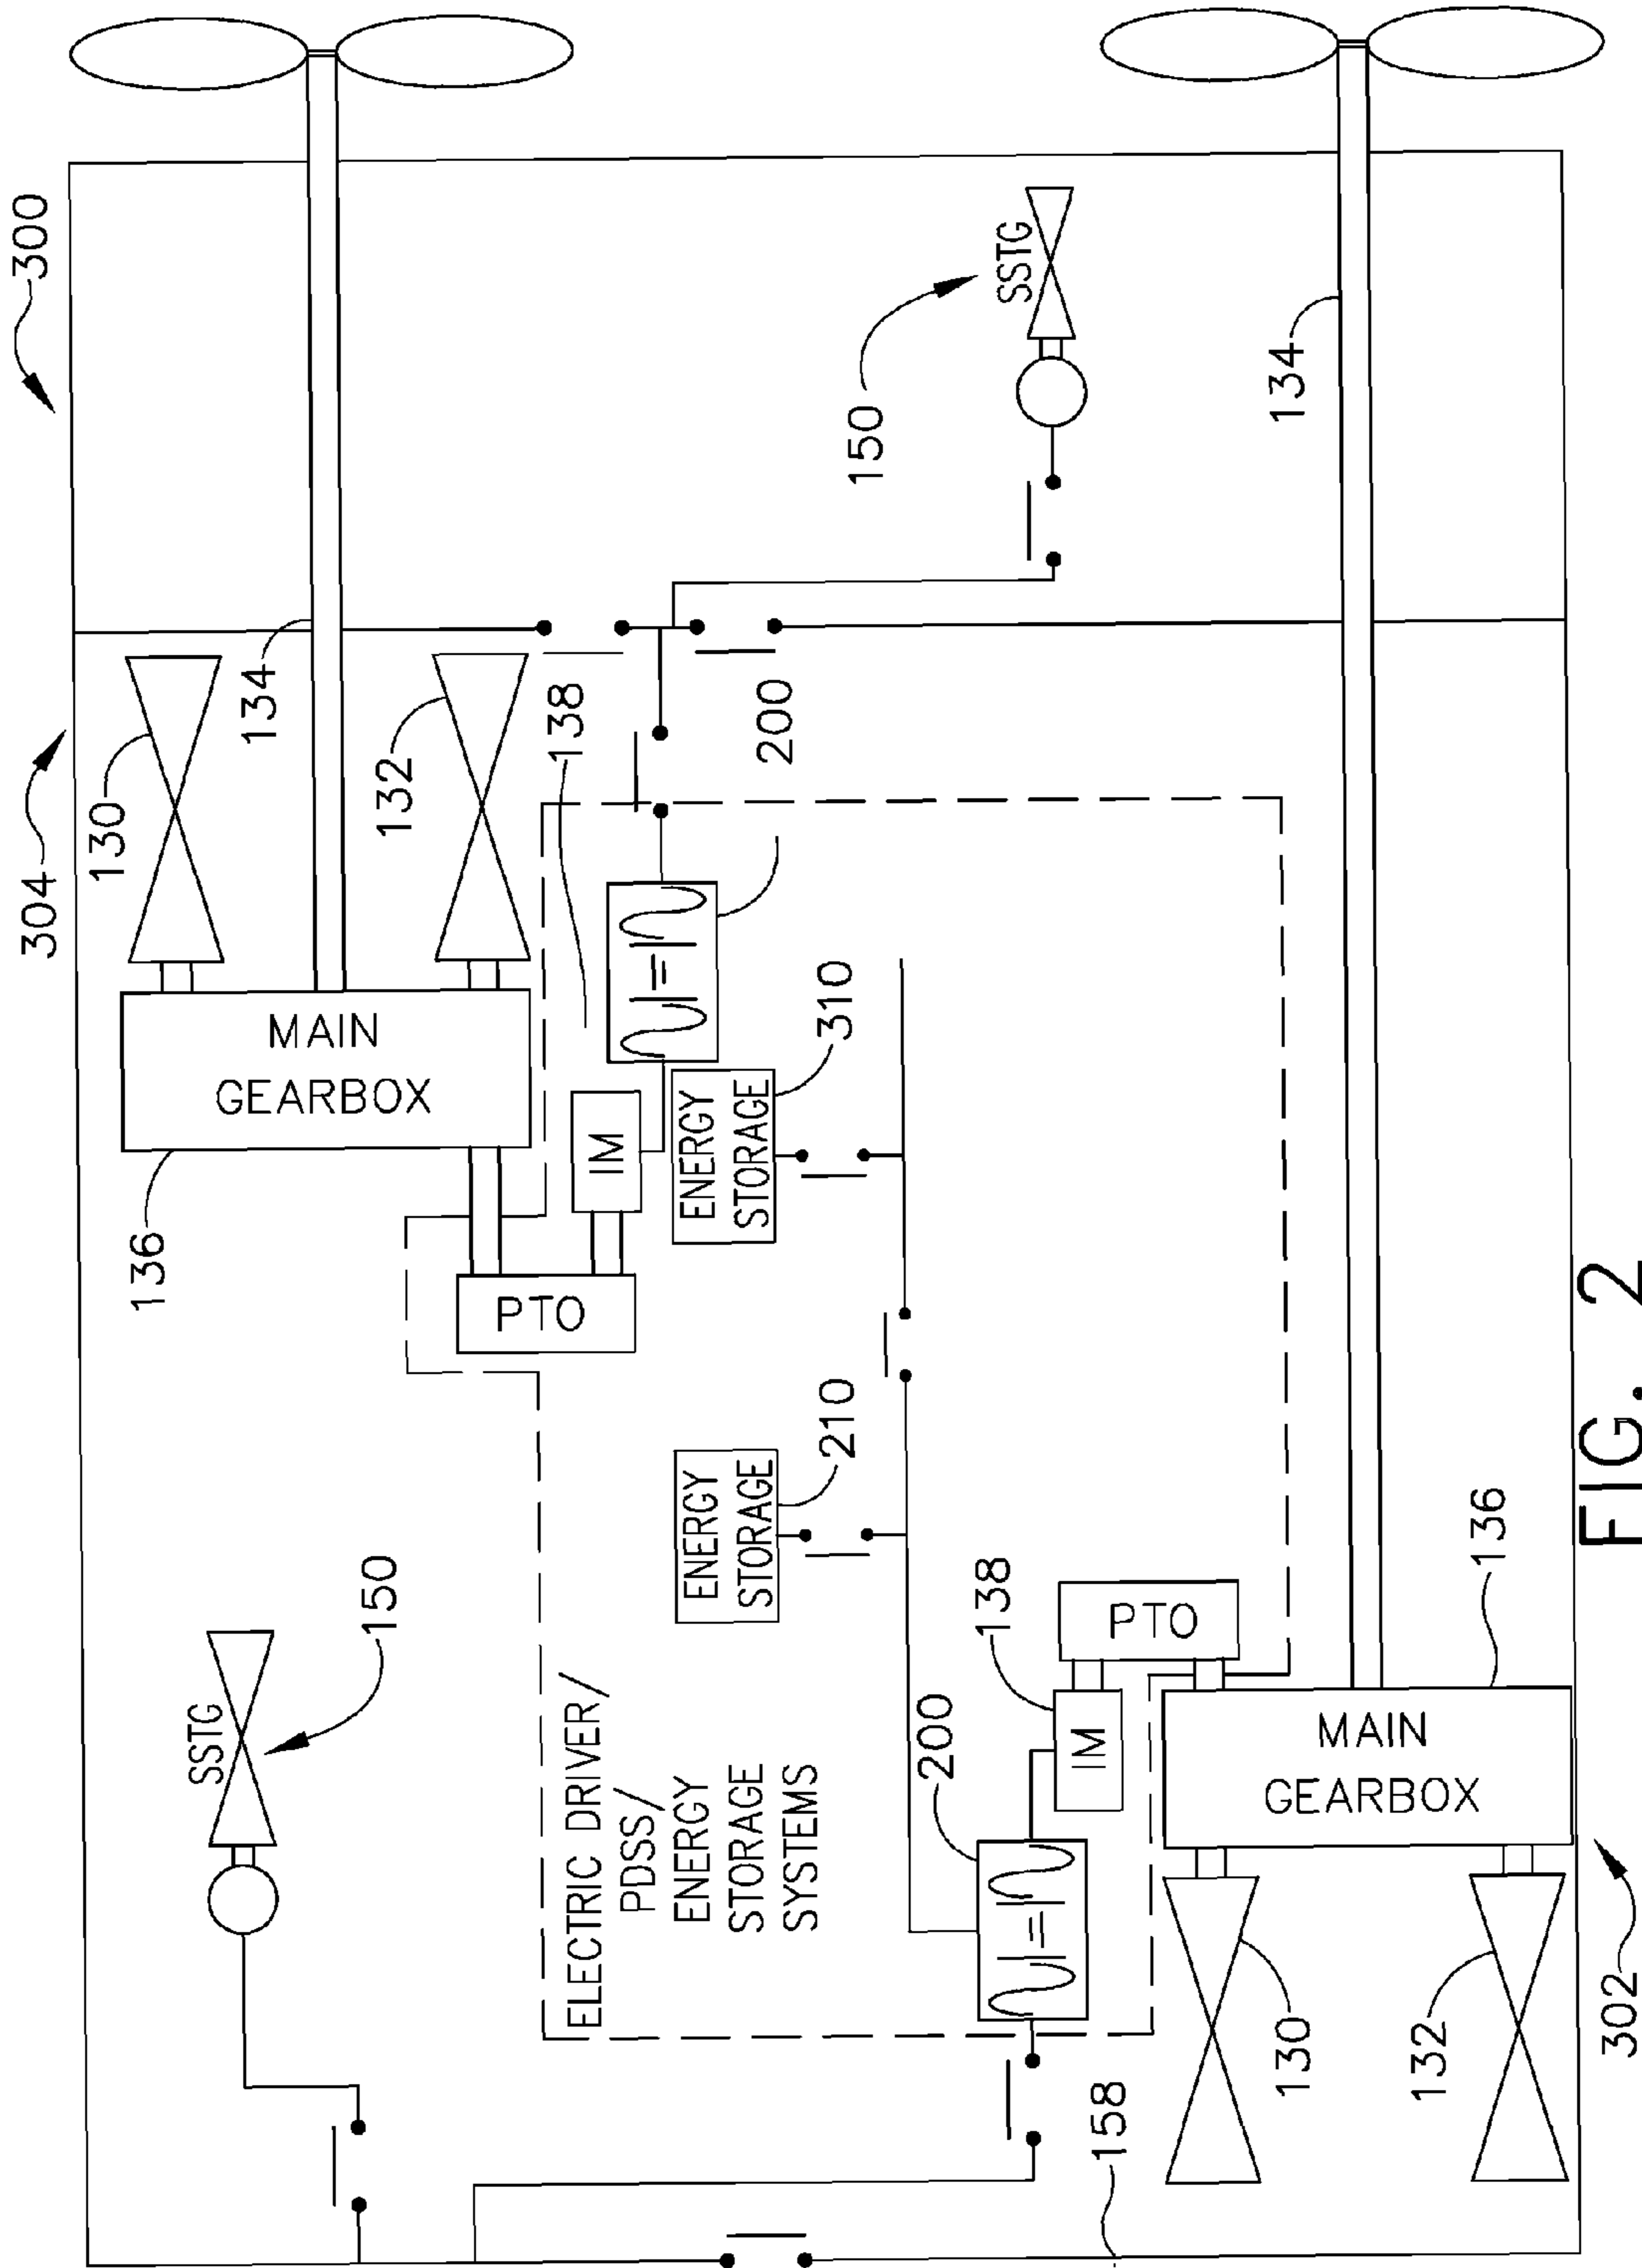 300
304
130
134
132
138
200
MAIN
GEARBOX
136
PTO
IM
ENERGY
STORAGE
310
150
SSTG
134
SSTG
150
ENERGY
STORAGE
210
ELECTRIC DRIVER/
PDSS/
ENERGY
STORAGE
SYSTEMS
200
138
IM
PTO
MAIN
GEARBOX
136
130
132
158
302
FIG. 2